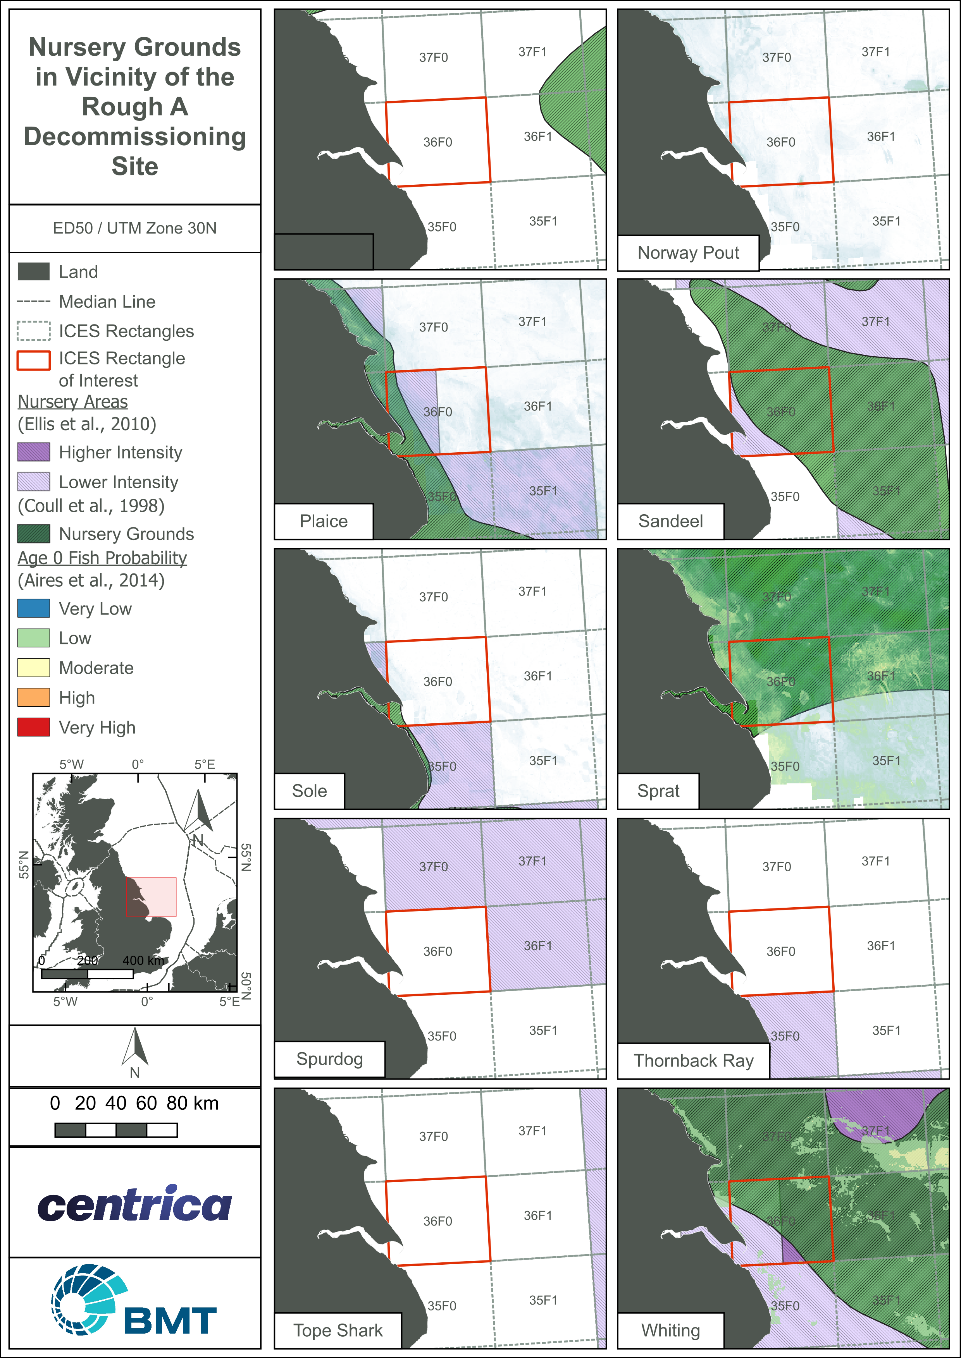 Nursery Grounds
in Vicinity of the
Rough A
Decommissioning
Site
ED50 / UTM Zone 30N
Land
Median Line
ICES Rectangles
ICES Rectangle
of Interest
Nursery Areas
(Ellis et al., 2010)
Higher Intensity
Lower Intensity
(Coull et al., 1998)
Nursery Grounds
Age 0 Fish Probability
(Aires et al., 2014)
Very Low
Low
Moderate
High
Very High
5°W 0° 5°E
55°N
55°N
50°N
N
0 200 400 km
5°W 0° 5°E
N
0 20 40 60 80 km
centrica
BMT
37F0 37F1
36F0 36F1
35F0 35F1
37F0 37F1
36F0 36F1
35F0 35F1
Norway Pout
37F0 37F1
36F0 36F1
35F0 35F1
Plaice
37F0 37F1
36F0 36F1
35F0 35F1
Sandeel
37F0 37F1
36F0 36F1
35F0 35F1
Sole
37F0 37F1
36F0 36F1
35F0 35F1
Sprat
37F0 37F1
36F0 36F1
35F0 35F1
Spurdog
37F0 37F1
36F0 36F1
35F0 35F1
Thornback Ray
37F0 37F1
36F0 36F1
35F0 35F1
Tope Shark
37F0 37F1
36F0 36F1
35F0 35F1
Whiting